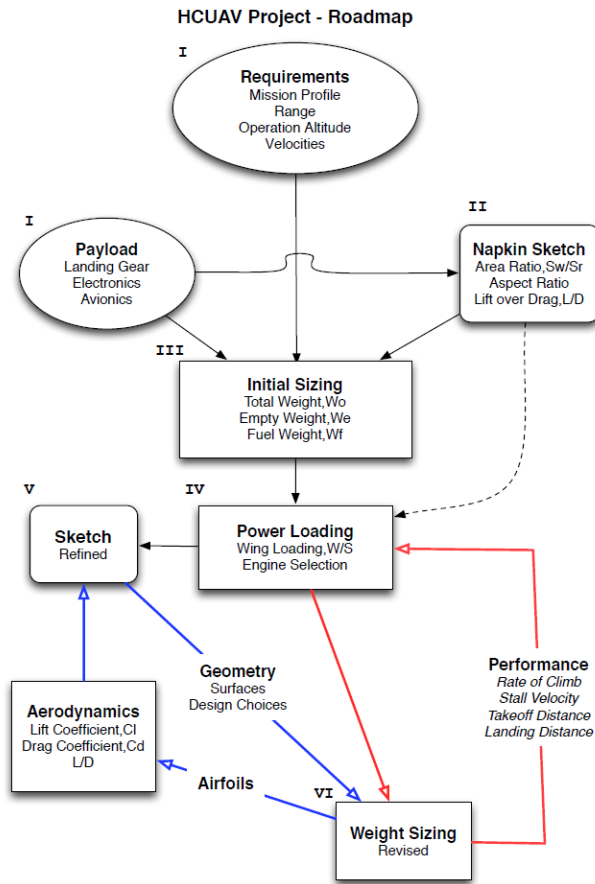 HCUAV Project - Roadmap
I
Requirements
Mission Profile
Range
Operation Altitude
Velocities
I
Payload
Landing Gear
Electronics
Avionics
II
Napkin Sketch
Area Ratio,Sw/Sr
Aspect Ratio
Lift over Drag,L/D
III
Initial Sizing
Total Weight,Wo
Empty Weight,We
Fuel Weight,Wf
V
Sketch
Refined
IV
Power Loading
Wing Loading,W/S
Engine Selection
Geometry
Surfaces
Design Choices
Performance
Rate of Climb
Stall Velocity
Takeoff Distance
Landing Distance
Aerodynamics
Lift Coefficient,Cl
Drag Coefficient,Cd
L/D
Airfoils
VI
Weight Sizing
Revised